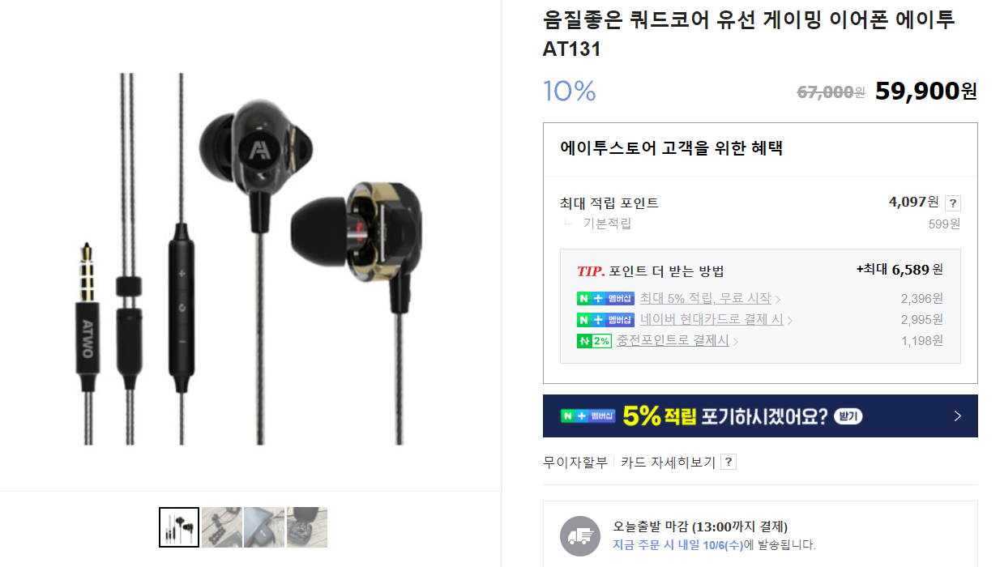 음질좋은 쿼드코어 유선 게이밍 이어폰 에이투
AT131
10%
67,000원 59,900원
에이투스토어 고객을 위한 혜택
최대 적립 포인트 4,097원 ?
기본적립 599원
TIP. 포인트 더 받는 방법 +최대 6,589 원
N + 멤버십 최대 5% 적립, 무료 시작 2,396원
N + 멤버십 네이버 현대카드로 결제 시 2,995원
N 2% 충전포인트로 결제시 1,198원
N + 멤버십 5% 적립 포기하시겠어요? 받기
무이자할부 카드 자세히보기 ?
오늘출발 마감 (13:00까지 결제)
지금 주문 시 내일 10/6(수)에 발송됩니다.
ATWO